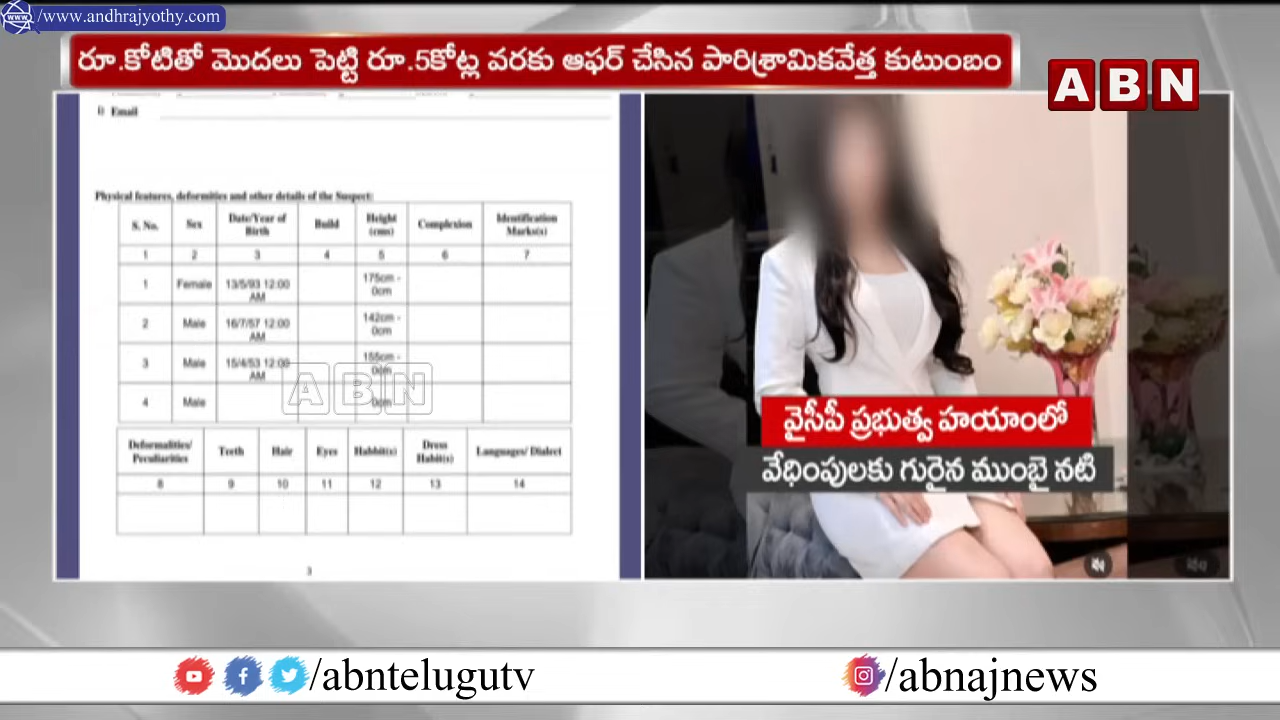 /www.andhrajyothy.com
రూ.కోటితో మొదలు పెట్టి రూ.5కోట్ల వరకు ఆఫర్ చేసిన పారిశ్రామికవేత్త కుటుంబం
ABN
i) Email
Physical features, deformities and other details of the Suspect:
S. No. Sex Date/Year of Birth Build Height (cms) Complexion Identification Marks(s)
1 2 3 4 5 6 7
1 Female 13/5/93 12:00 AM 175cm - 0cm
2 Male 16/7/57 12:00 AM 142cm - 0cm
3 Male 15/4/53 12:00 AM 155cm - 0cm
4 Male 0cm
ABN
Deformalities/ Peculiarities Teeth Hair Eyes Habbit(s) Dress Habit(s) Languages/ Dialect
8 9 10 11 12 13 14
3
వైసీపీ ప్రభుత్వ హయాంలో
వేధింపులకు గురైన ముంబై నటి
/abntelugutv
/abnajnews